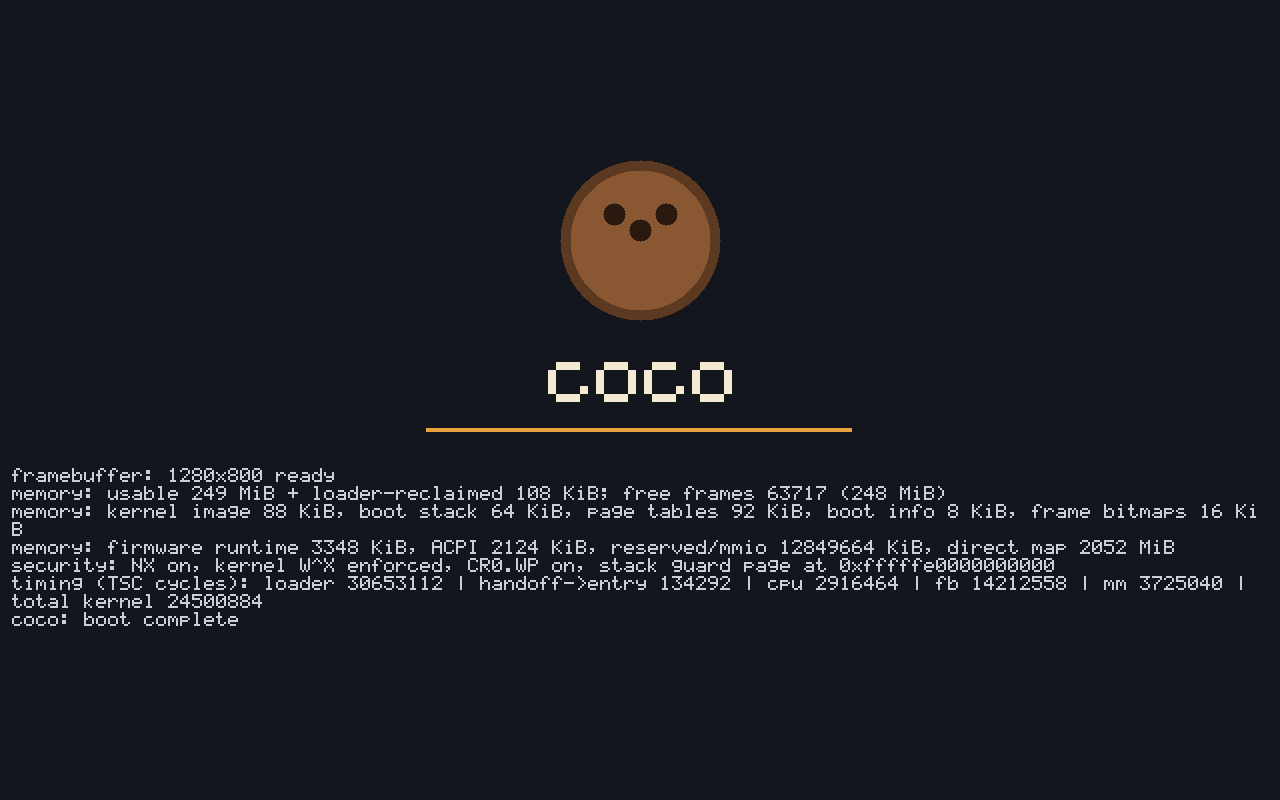 coco
framebuffer: 1280x800 ready
memory: usable 249 MiB + loader-reclaimed 108 KiB; free frames 63717 (248 MiB)
memory: kernel image 88 KiB, boot stack 64 KiB, page tables 92 KiB, boot info 8 KiB, frame bitmaps 16 Ki
B
memory: firmware runtime 3348 KiB, ACPI 2124 KiB, reserved/mmio 12849664 KiB, direct map 2052 MiB
security: NX on, kernel W^X enforced, CR0.WP on, stack guard page at 0xfffffe0000000000
timing (TSC cycles): loader 30653112 | handoff->entry 134292 | cpu 2916464 | fb 14212558 | mm 3725040 |
total kernel 24500884
coco: boot complete